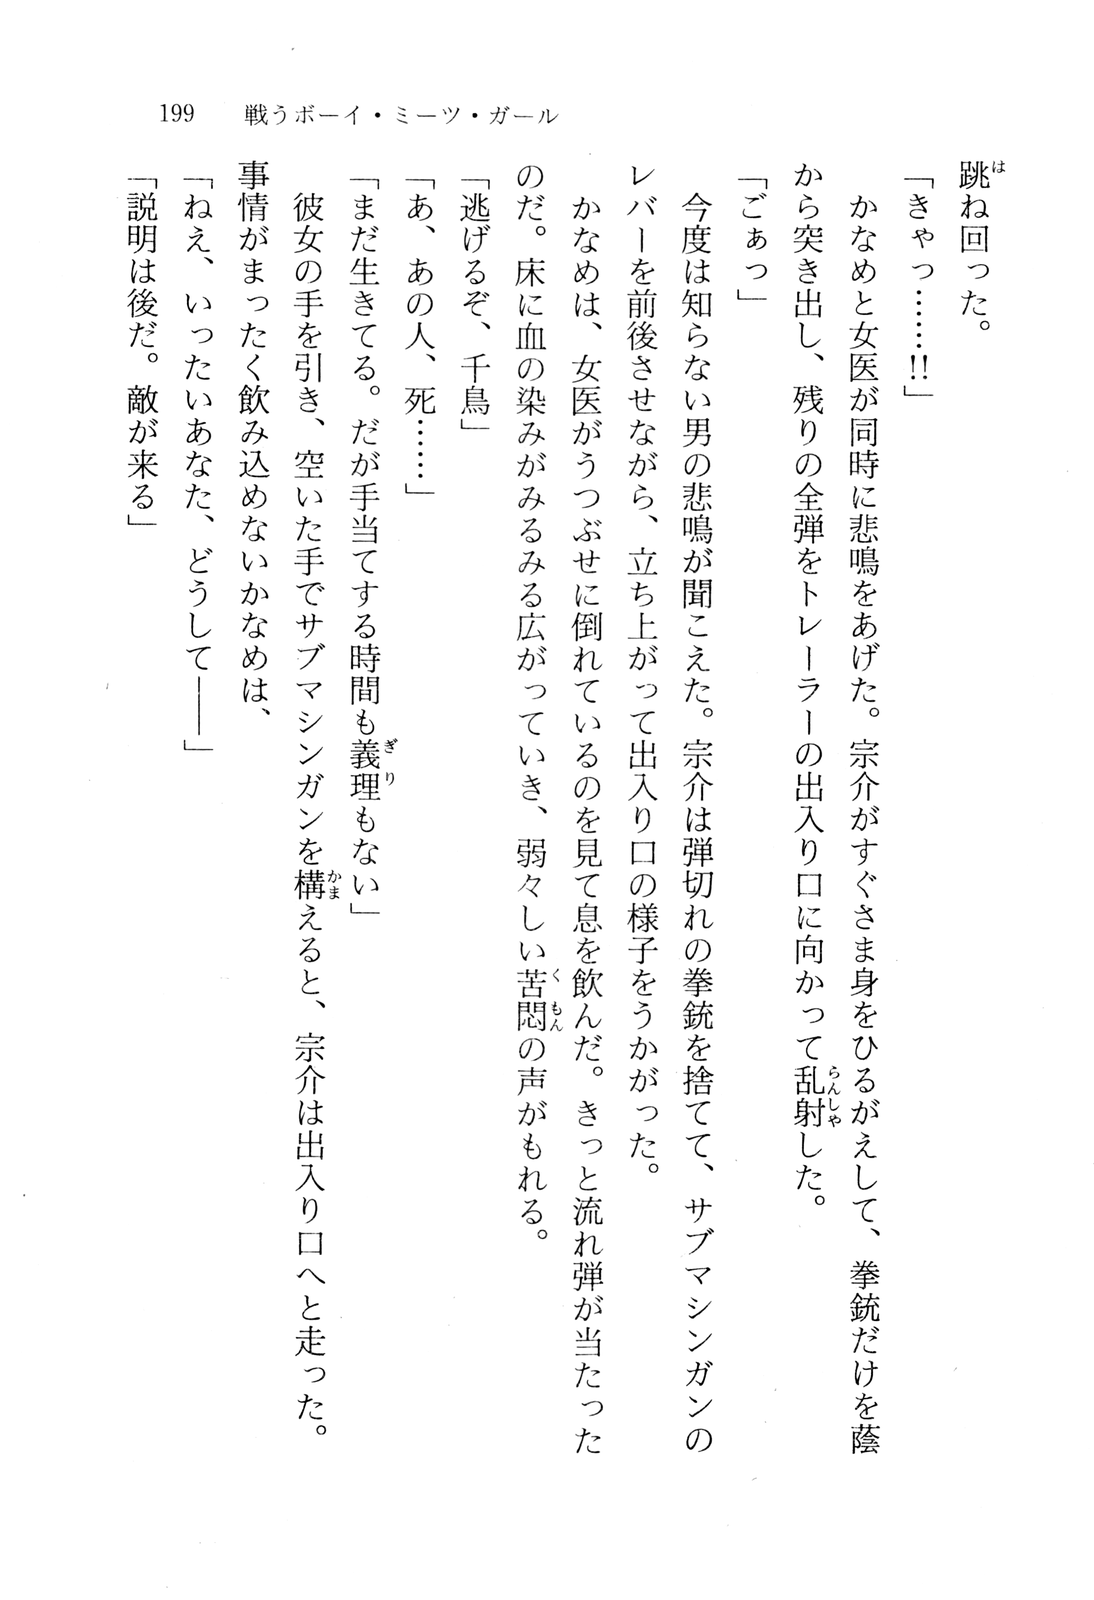 199　戦うボーイ・ミーツ・ガール
跳ね回った。
「きゃっ……!!」
　かなめと女医が同時に悲鳴をあげた。宗介がすぐさま身をひるがえして、拳銃だけを蔭
から突き出し、残りの全弾をトレーラーの出入り口に向かって乱射した。
「ごぁっ」
　今度は知らない男の悲鳴が聞こえた。宗介は弾切れの拳銃を捨てて、サブマシンガンの
レバーを前後させながら、立ち上がって出入り口の様子をうかがった。
　かなめは、女医がうつぶせに倒れているのを見て息を飲んだ。きっと流れ弾が当たった
のだ。床に血の染みがみるみる広がっていき、弱々しい苦悶の声がもれる。
「逃げるぞ、千鳥」
「あ、あの人、死……」
「まだ生きてる。だが手当てする時間も義理もない」
　彼女の手を引き、空いた手でサブマシンガンを構えると、宗介は出入り口へと走った。
事情がまったく飲み込めないかなめは、
「ねえ、いったいあなた、どうして――」
「説明は後だ。敵が来る」